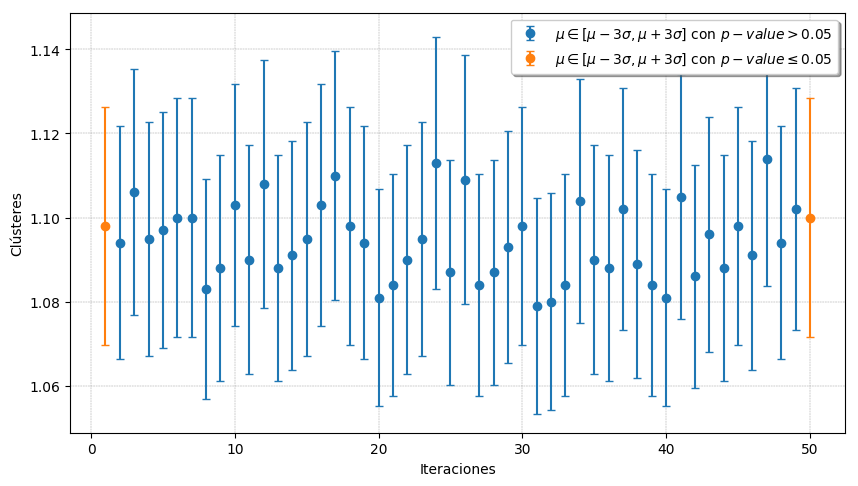 μ ∈ [μ − 3σ, μ + 3σ] con p − value > 0.05
μ ∈ [μ − 3σ, μ + 3σ] con p − value ≤ 0.05
1.14
1.12
1.10
1.08
1.06
Clústeres
0 10 20 30 40 50
Iteraciones